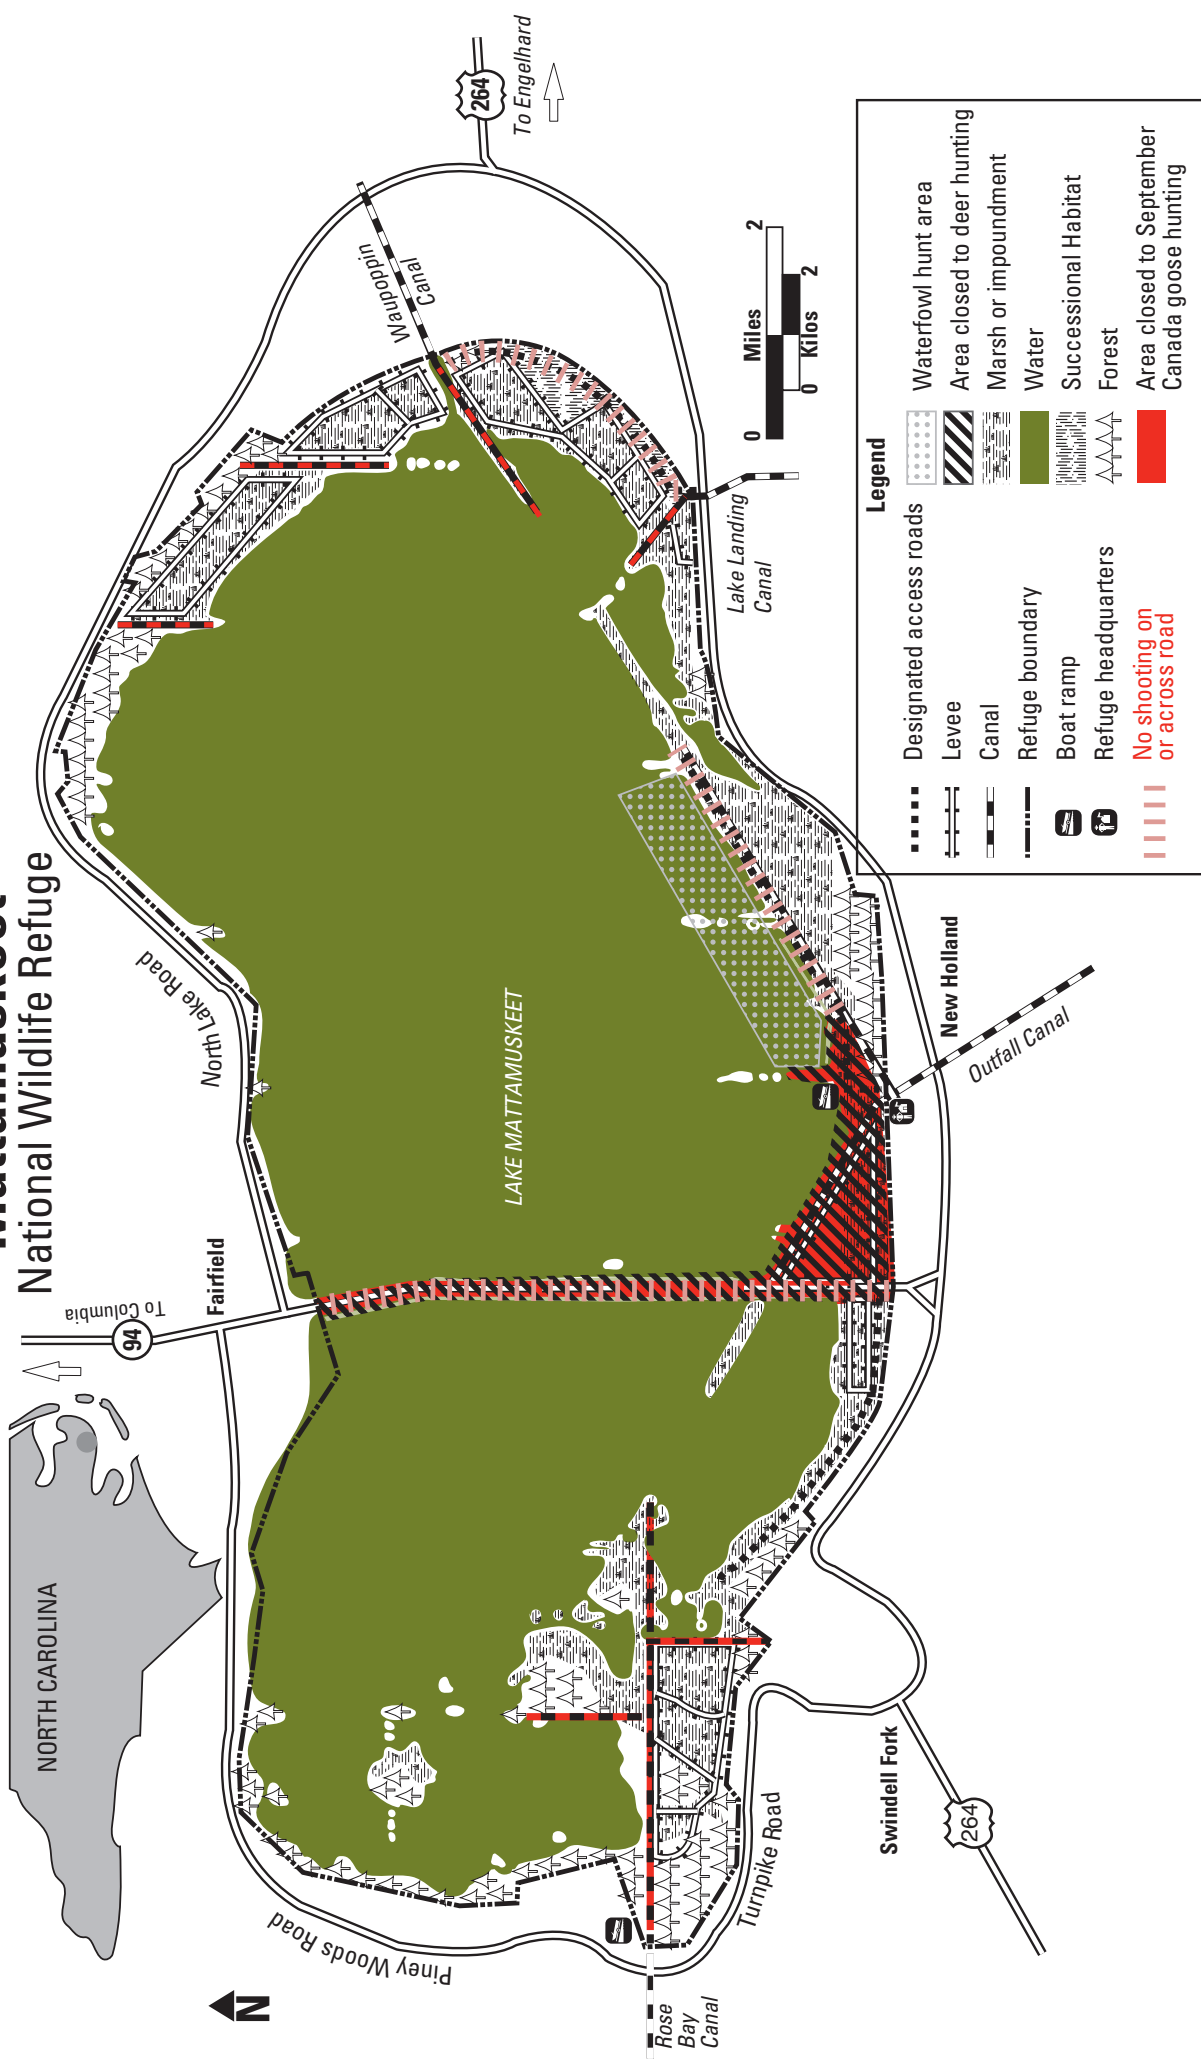 Mattamuskeet
National Wildlife Refuge
NORTH CAROLINA
To Columbia
94
Fairfield
North Lake Road
Piney Woods Road
N
LAKE MATTAMUSKEET
Waupoppin
Canal
264
To Engelhard
Rose
Bay
Canal
Turnpike Road
Swindell Fork
264
New Holland
Outfall Canal
Lake Landing
Canal
0 Miles 2
0 Kilos 2
Legend
Designated access roads
Levee
Canal
Refuge boundary
Boat ramp
Refuge headquarters
No shooting on
or across road
Waterfowl hunt area
Area closed to deer hunting
Marsh or impoundment
Water
Successional Habitat
Forest
Area closed to September
Canada goose hunting